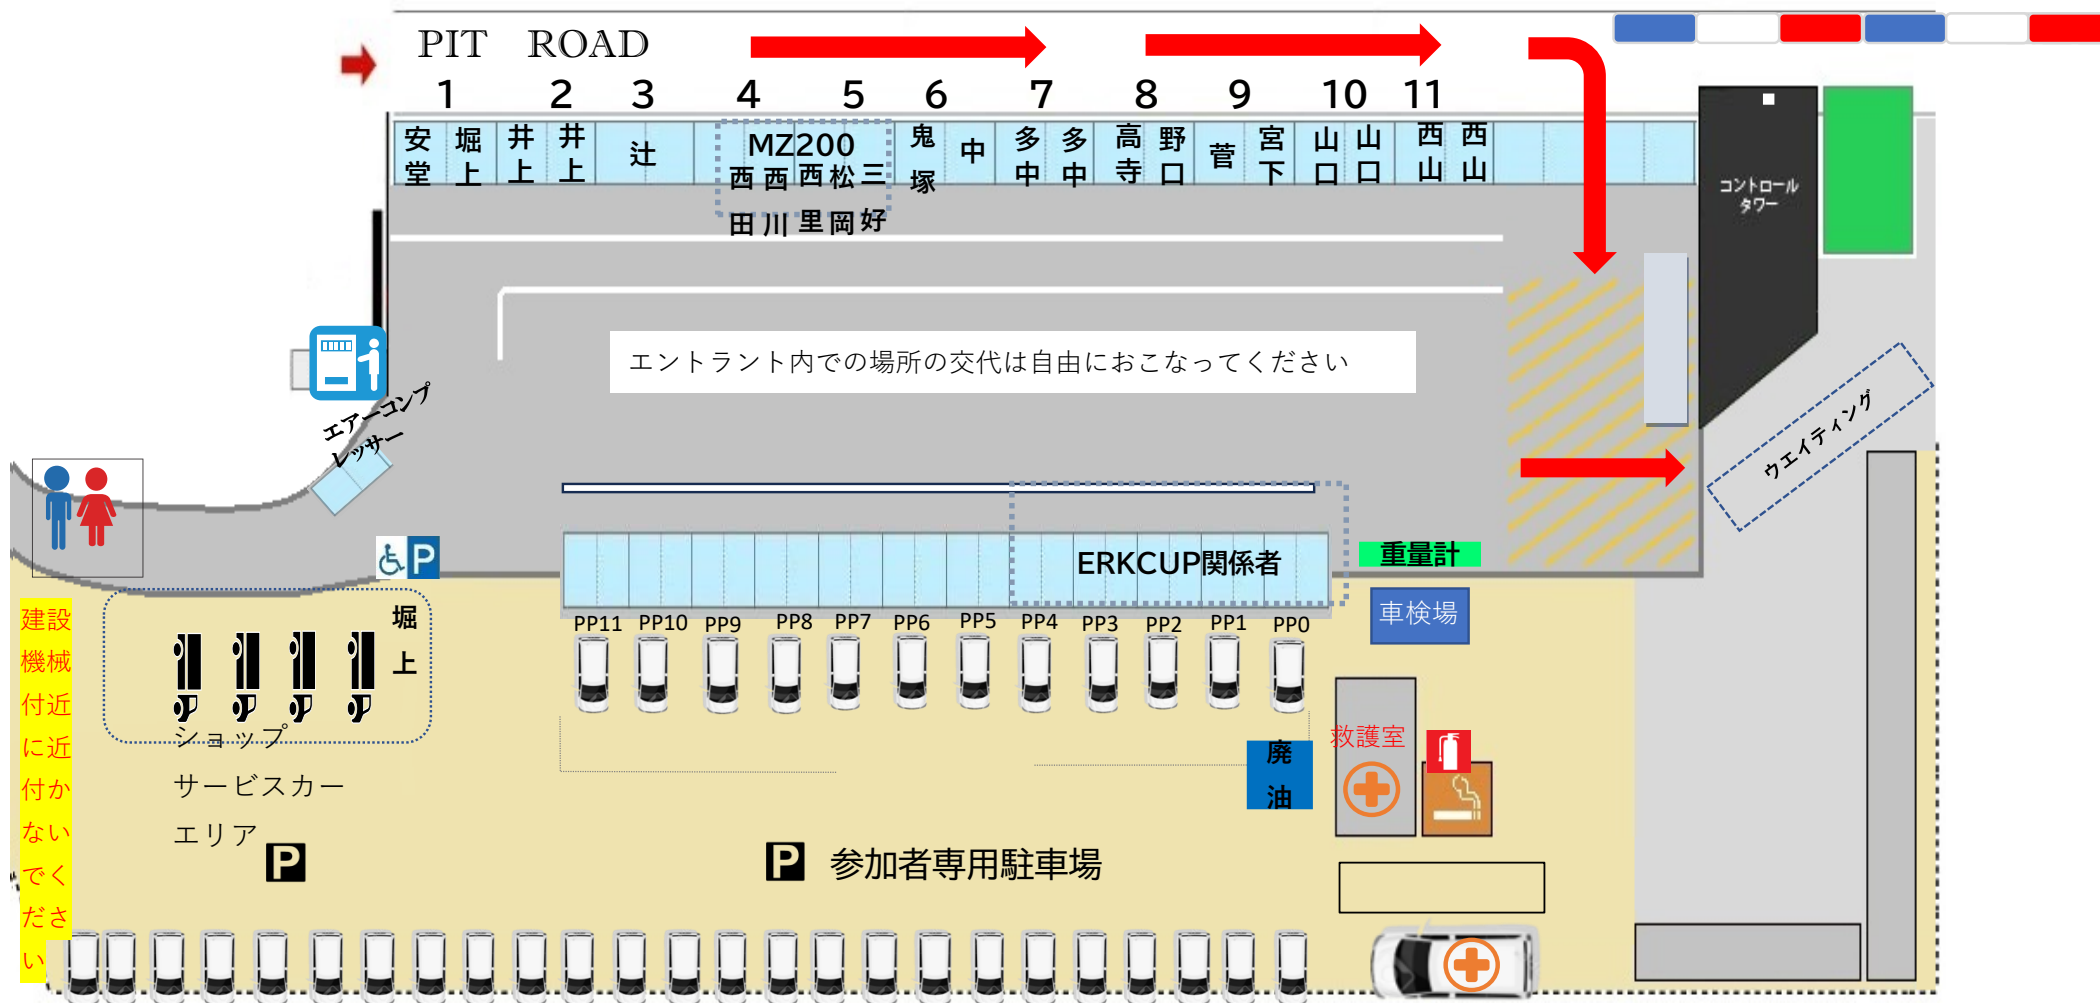 PIT ROAD
1 2 3 4 5 6 7 8 9 10 11
安堂 堀上 井上 井上 辻 MZ200 鬼塚 中 多中 多中 高寺 野口 菅 宮下 山口 山口 西山 西山
西田 西川 西里 松岡 三好
コントロール
タワー
エントラント内での場所の交代は自由におこなってください
エアーコンプ
レッサー
ウエイティング
ERKCUP関係者
重量計
車検場
PP11 PP10 PP9 PP8 PP7 PP6 PP5 PP4 PP3 PP2 PP1 PP0
堀上
建設
機械
付近
に近
付か
ない
でく
ださ
い
ショップ
サービスカー
エリア
廃油
救護室
P
P
P 参加者専用駐車場